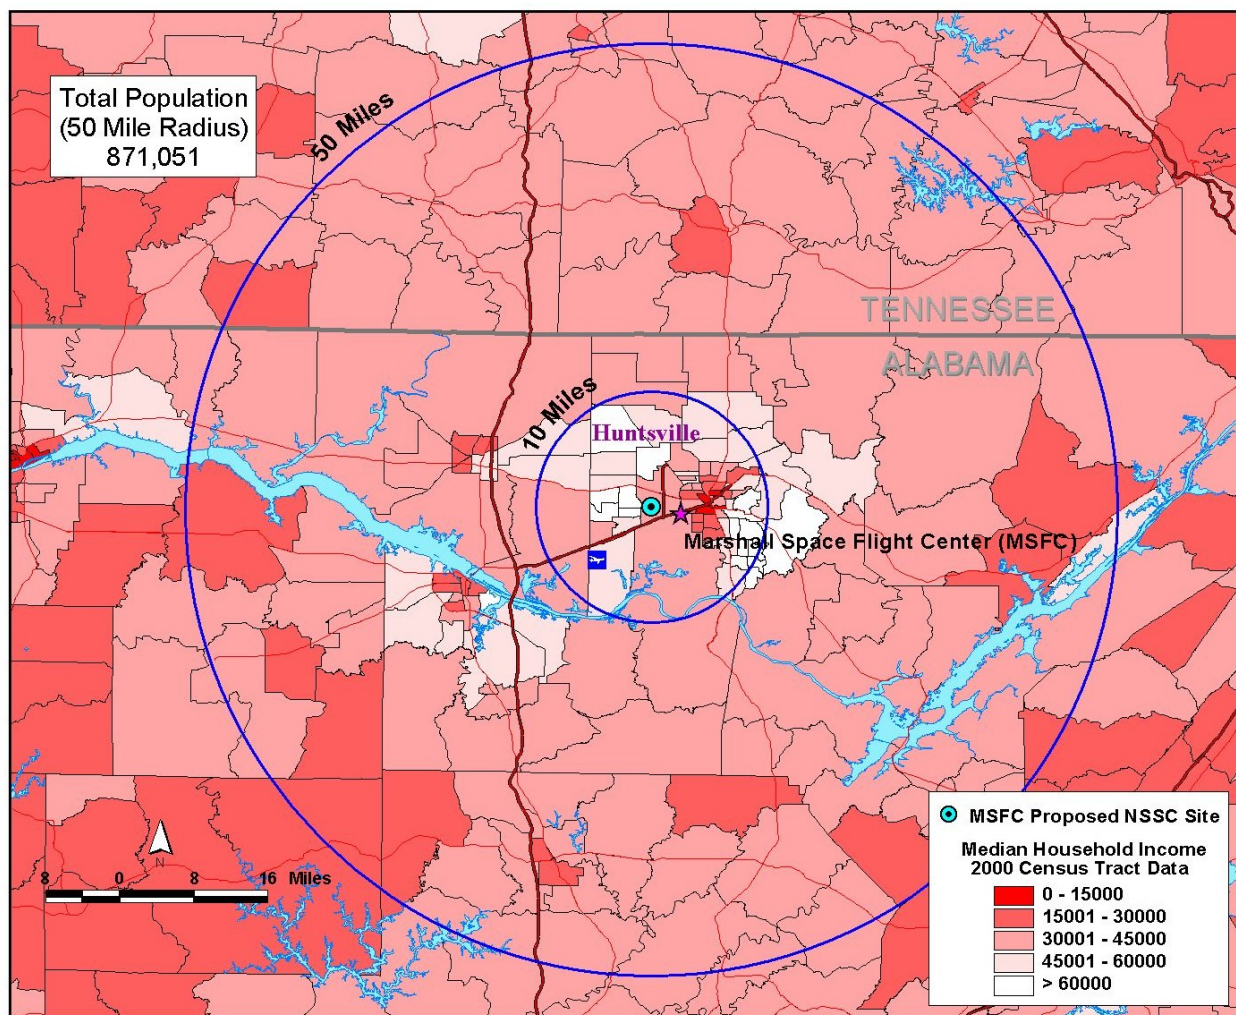 Total Population
(50 Mile Radius)
871,051
50 Miles
TENNESSEE
ALABAMA
10 Miles
Huntsville
Marshall Space Flight Center (MSFC)
N
8 0 8 16 Miles
MSFC Proposed NSSC Site
Median Household Income
2000 Census Tract Data
0 - 15000
15001 - 30000
30001 - 45000
45001 - 60000
> 60000